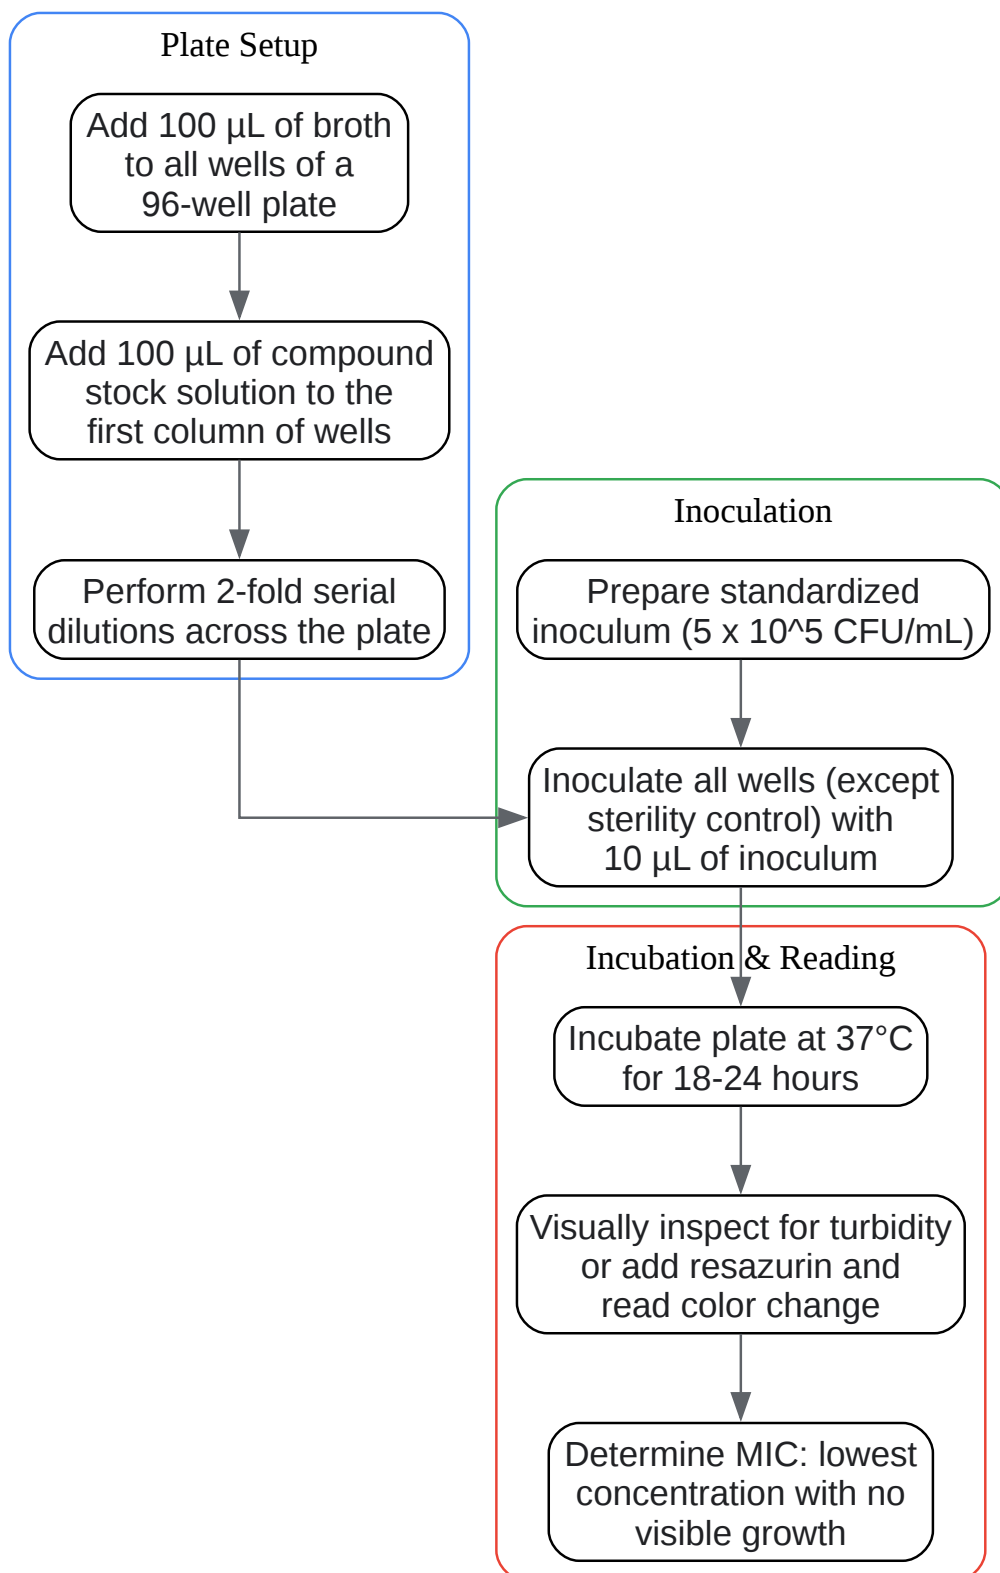 Plate Setup
Add 100 µL of broth
to all wells of a
96-well plate
Add 100 µL of compound
stock solution to the
first column of wells
Perform 2-fold serial
dilutions across the plate
Inoculation
Prepare standardized
inoculum (5 x 10^5 CFU/mL)
Inoculate all wells (except
sterility control) with
10 µL of inoculum
Incubation & Reading
Incubate plate at 37°C
for 18-24 hours
Visually inspect for turbidity
or add resazurin and
read color change
Determine MIC: lowest
concentration with no
visible growth